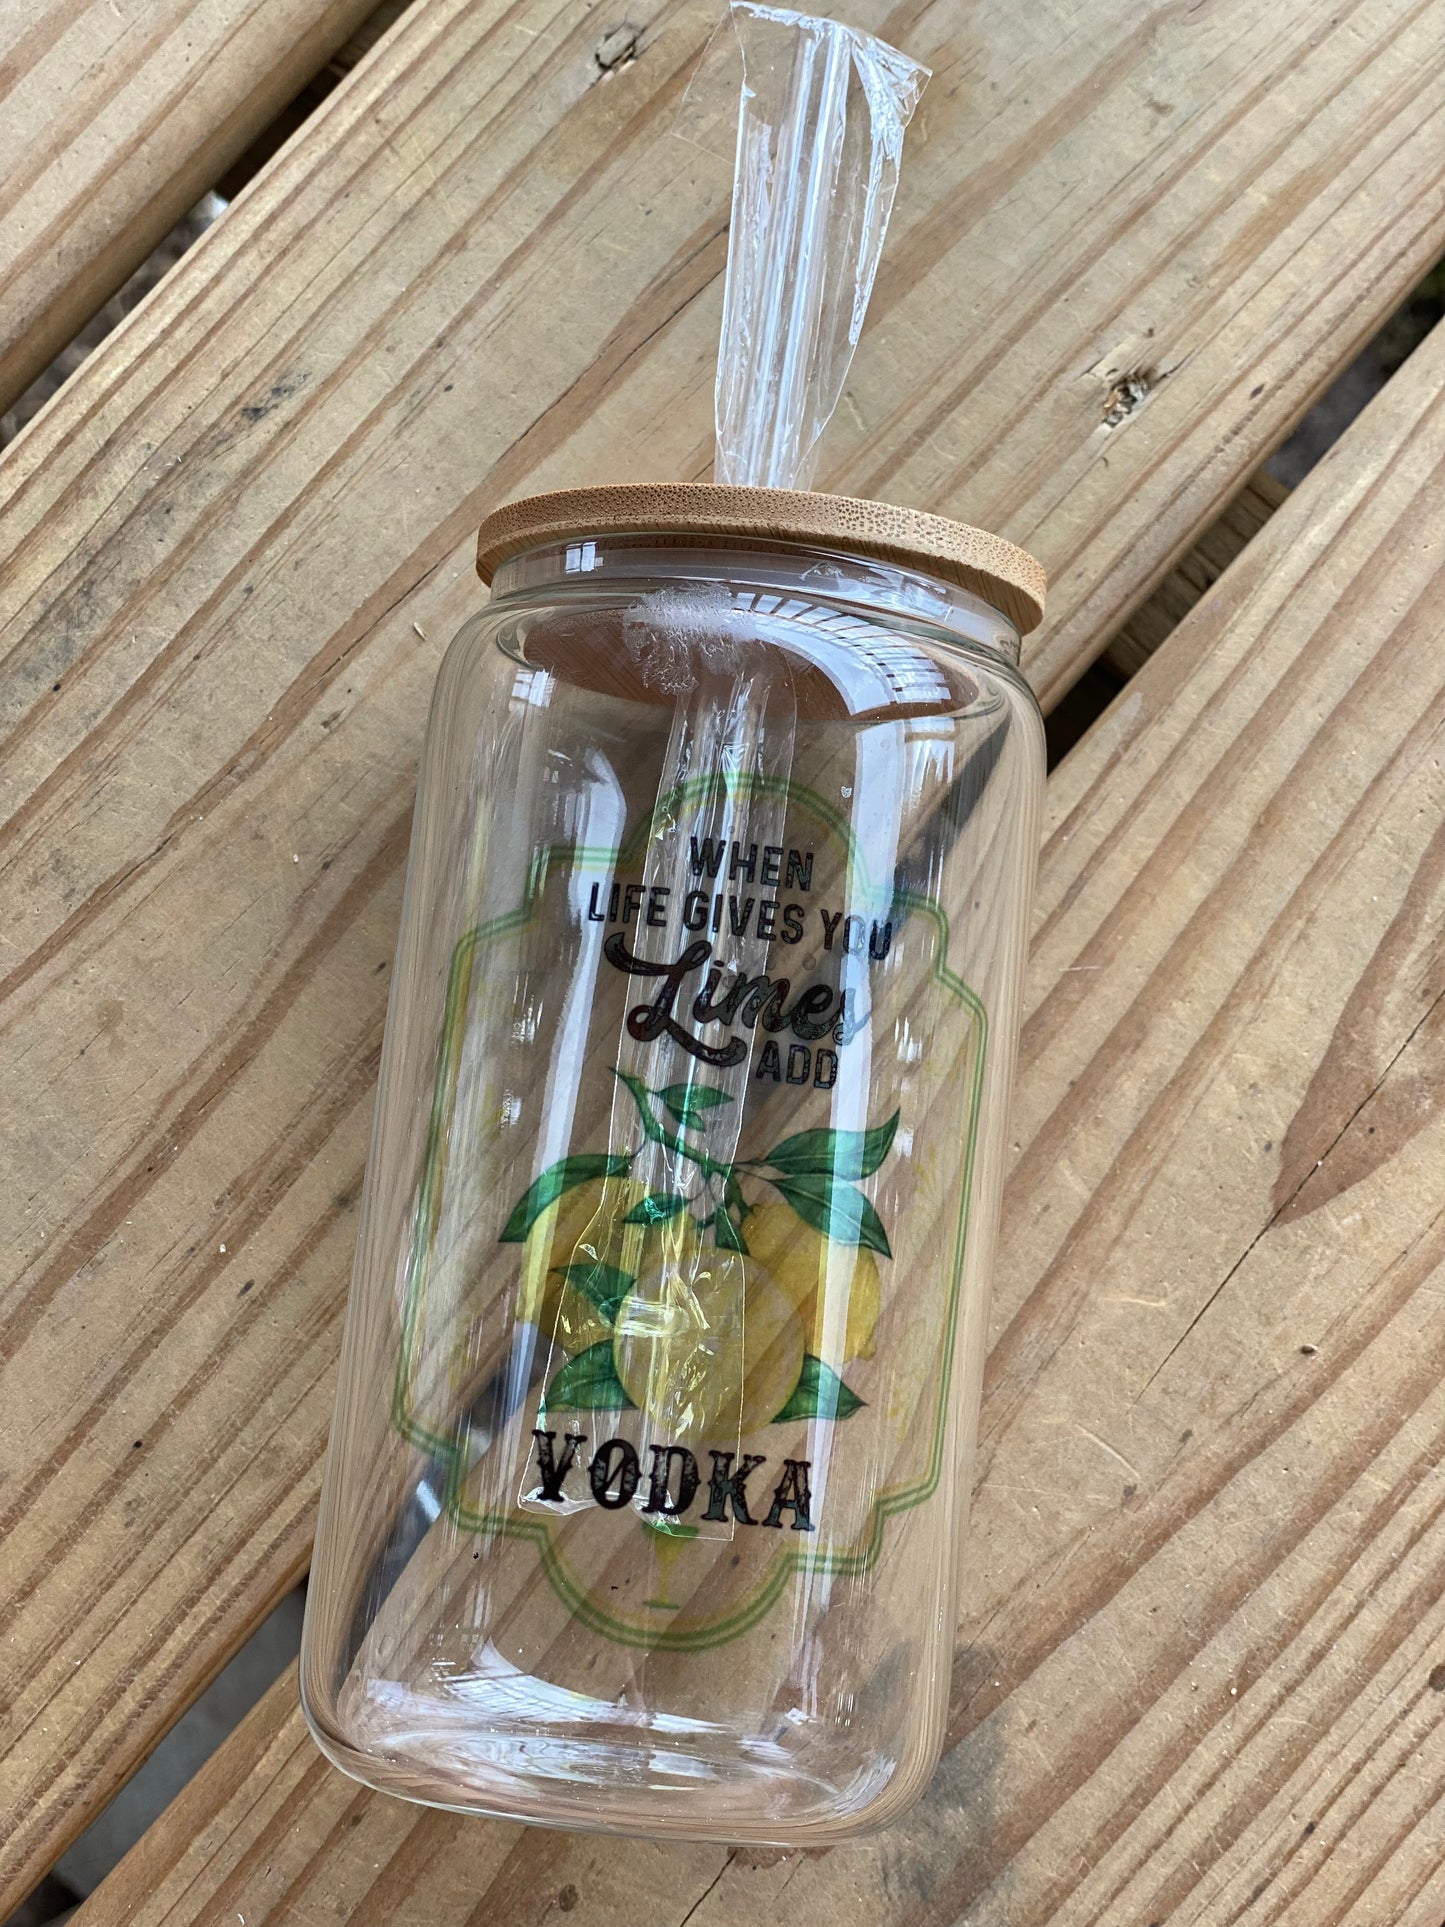 WHEN
LIFE GIVES YOU
Limes
ADD
VODKA